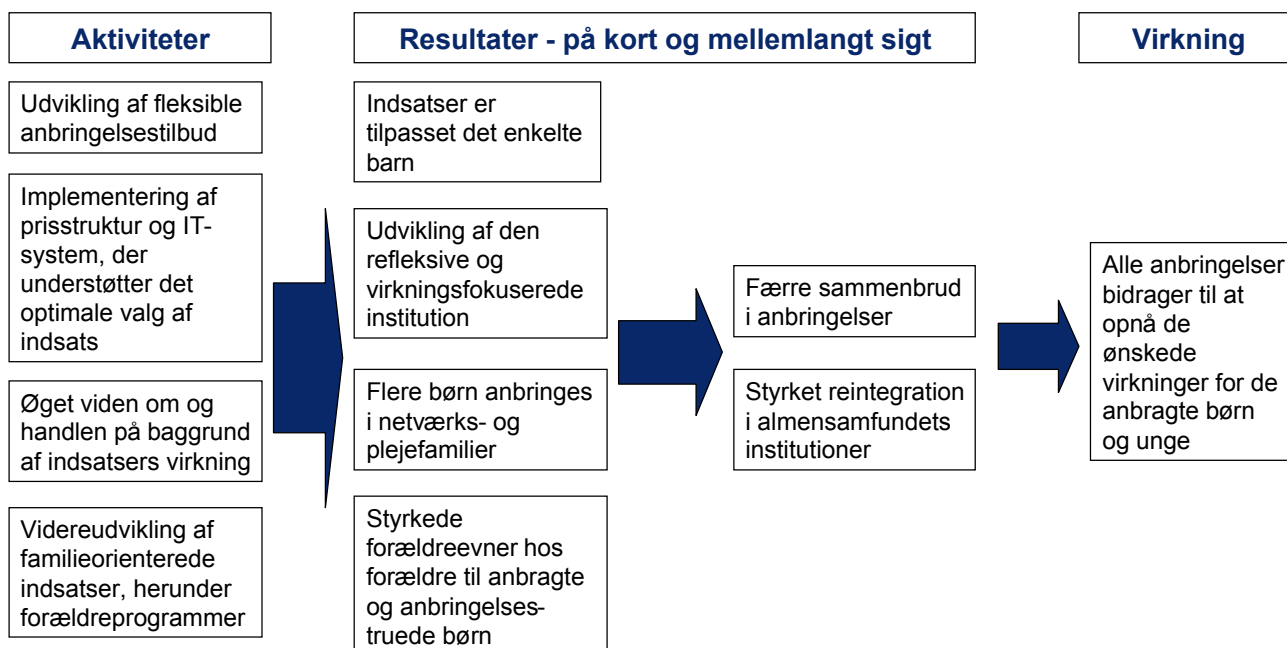 Aktiviteter
Resultater - på kort og mellemlangt sigt
Virkning
Udvikling af fleksible
anbringelsestilbud
Implementering af
prisstruktur og IT-
system, der
understøtter det
optimale valg af
indsats
Øget viden om og
handlen på baggrund
af indsatsers virkning
Videreudvikling af
familieorienterede
indsatser, herunder
forældreprogrammer
Indsatser er
tilpasset det enkelte
barn
Udvikling af den
refleksive og
virkningsfokuserede
institution
Flere børn anbringes
i netværks- og
plejefamilier
Styrkede
forældreevner hos
forældre til anbragte
og anbringelses-
truede børn
Færre sammenbrud
i anbringelser
Styrket reintegration
i almensamfundets
institutioner
Alle anbringelser
bidrager til at
opnå de
ønskede
virkninger for de
anbragte børn
og unge